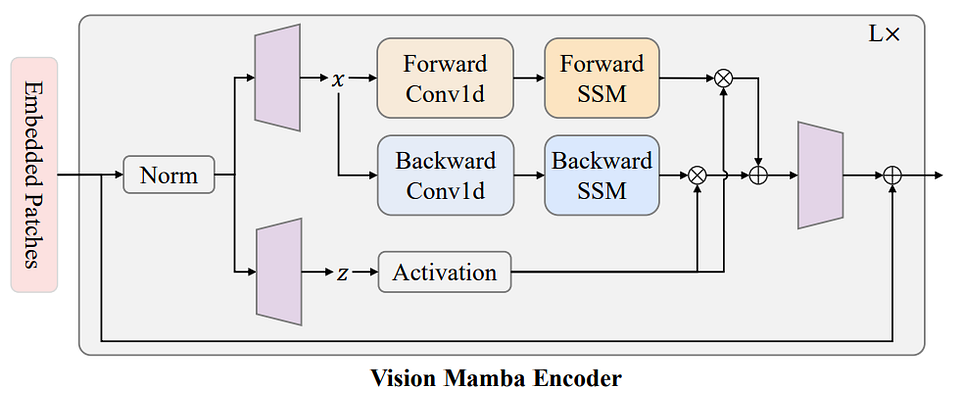 L×
Embedded Patches
Norm
x
Forward
Conv1d
Forward
SSM
Backward
Conv1d
Backward
SSM
z
Activation
Vision Mamba Encoder